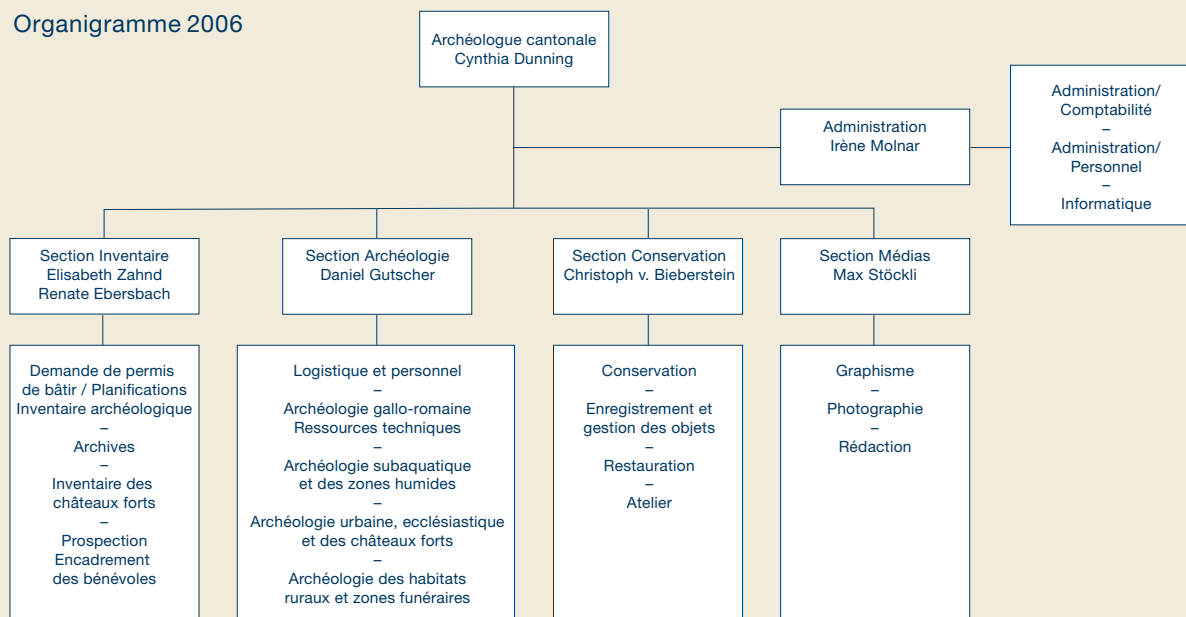 Organigramme 2006
Archéologue cantonale
Cynthia Dunning
Administration
Irène Molnar
Administration/
Comptabilité
–
Administration/
Personnel
–
Informatique
Section Inventaire
Elisabeth Zahnd
Renate Ebersbach
Section Archéologie
Daniel Gutscher
Section Conservation
Christoph v. Bieberstein
Section Médias
Max Stöckli
Demande de permis
de bâtir / Planifications
Inventaire archéologique
–
Archives
–
Inventaire des
châteaux forts
–
Prospection
Encadrement
des bénévoles
Logistique et personnel
–
Archéologie gallo-romaine
Ressources techniques
–
Archéologie subaquatique
et des zones humides
–
Archéologie urbaine, ecclésiastique
et des châteaux forts
–
Archéologie des habitats
ruraux et zones funéraires
Conservation
–
Enregistrement et
gestion des objets
–
Restauration
–
Atelier
Graphisme
–
Photographie
–
Rédaction